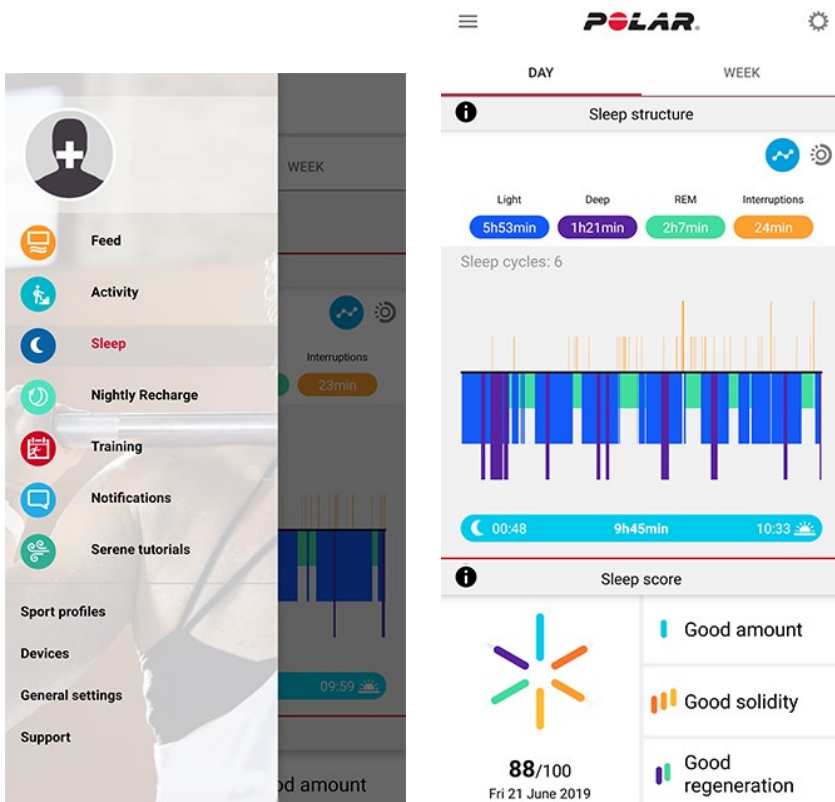 WEEK
Feed
Activity
Sleep
Nightly Recharge
Training
Notifications
Serene tutorials
Sport profiles
Devices
General settings
Support
Interruptions
23min
09:59
od amount
POLAR®
DAY WEEK
Sleep structure
Light Deep REM Interruptions
5h53min 1h21min 2h7min 24min
Sleep cycles: 6
00:48 9h45min 10:33
Sleep score
Good amount
Good solidity
Good
regeneration
88/100
Fri 21 June 2019